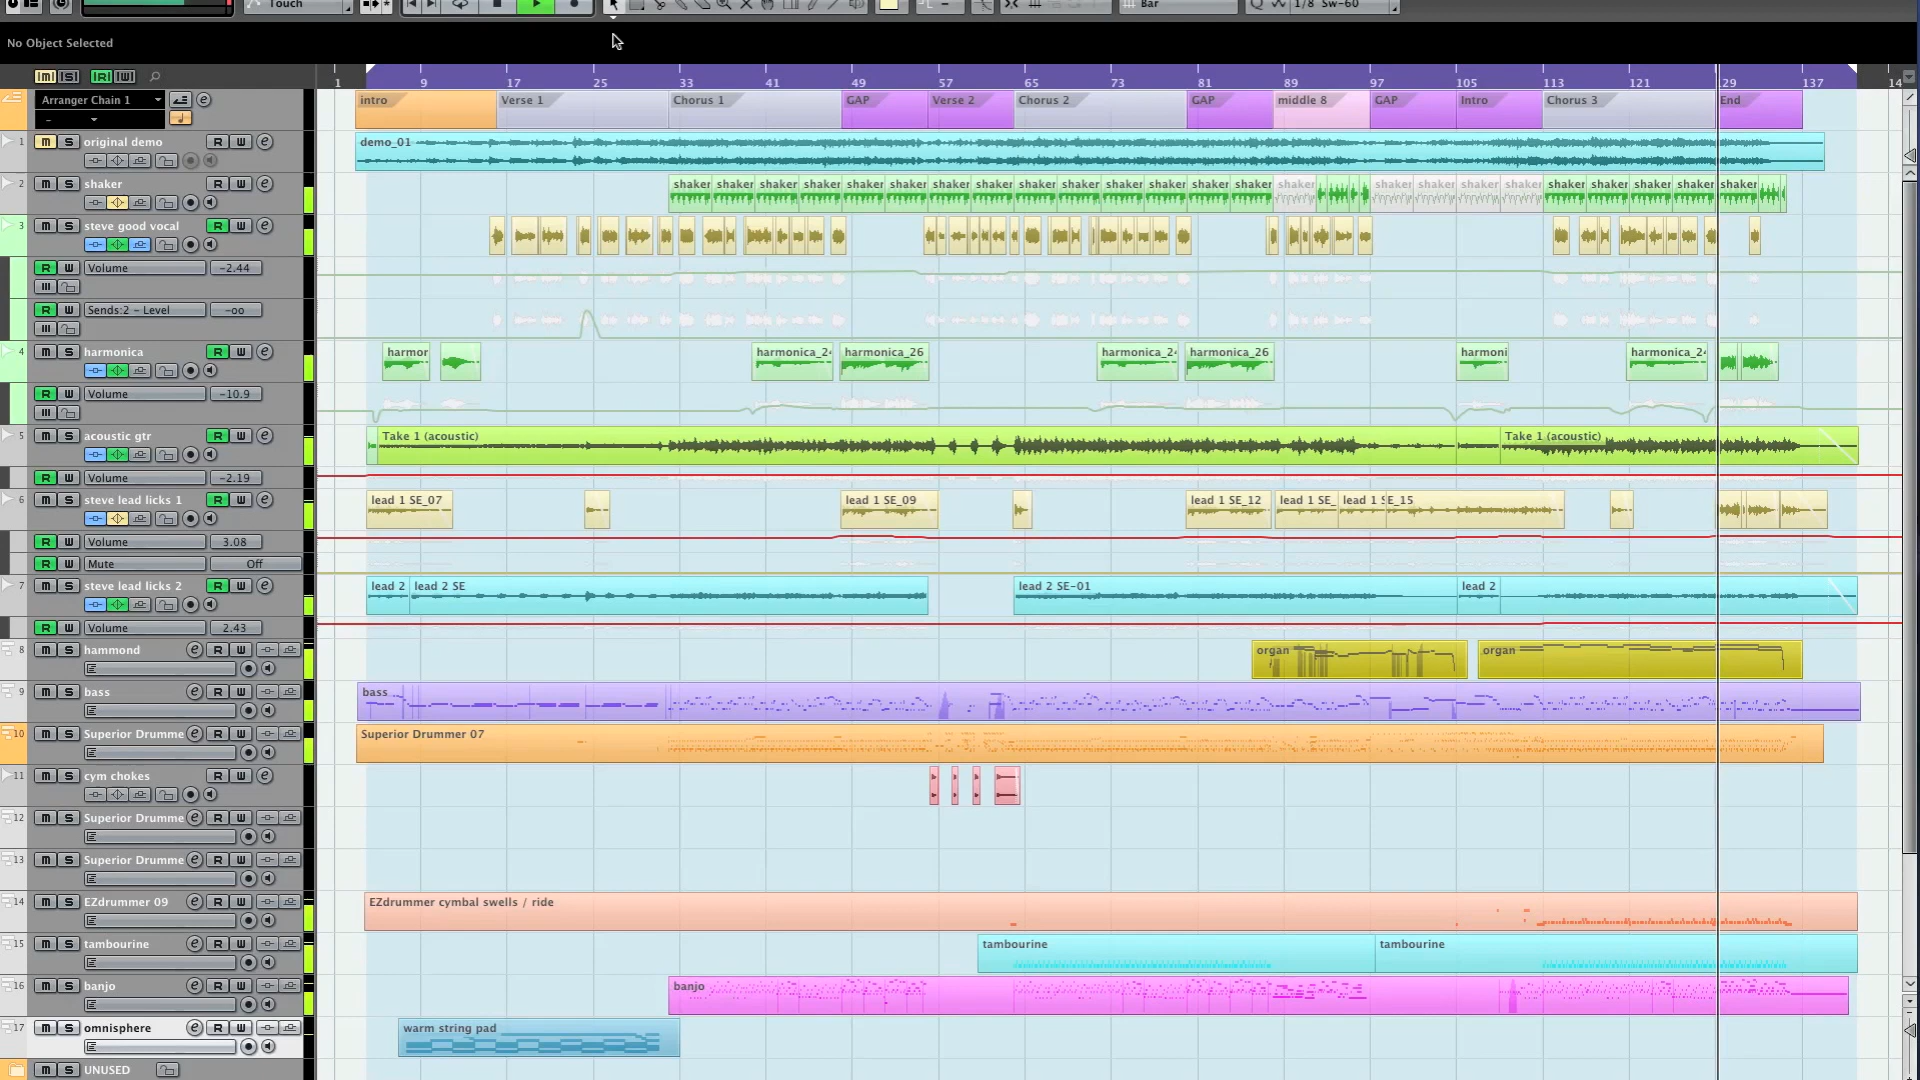 Touch
Bar
1/8 Sw-60
No Object Selected
M S R W
1 9 17 25 33 41 49 57 65 73 81 89 97 105 113 121 129 137 14
Arranger Chain 1
intro Verse 1 Chorus 1 GAP Verse 2 Chorus 2 GAP middle 8 GAP Intro Chorus 3 End
1 m S original demo R W e
demo_01
2 m S shaker R W e
shaker shaker shaker shaker shaker shaker shaker shaker shaker shaker shaker shaker shaker shaker shaker shaker shaker shaker shaker shaker shaker shaker shaker shaker
3 m S steve good vocal R W e
R W Volume -2.44
R W Sends:2 - Level -oo
4 m S harmonica R W e
harmor harmonica_24 harmonica_26 harmonica_24 harmonica_26 harmoni harmonica_24
R W Volume -10.9
5 m S acoustic gtr R W e
Take 1 (acoustic) Take 1 (acoustic)
R W Volume -2.19
6 m S steve lead licks 1 R W e
lead 1 SE_07 lead 1 SE_09 lead 1 SE_12 lead 1 SE_ lead 1 SE_15
R W Volume 3.08
R W Mute Off
7 m S steve lead licks 2 R W e
lead 2 lead 2 SE lead 2 SE-01 lead 2
R W Volume 2.43
8 m S hammond e R W
organ organ
9 m S bass e R W
bass
10 m S Superior Drumme e R W
Superior Drummer 07
11 m S cym chokes R W e
12 m S Superior Drumme e R W
13 m S Superior Drumme e R W
14 m S EZdrummer 09 e R W
EZdrummer cymbal swells / ride
15 m S tambourine e R W
tambourine tambourine
16 m S banjo e R W
banjo
17 m S omnisphere e R W
warm string pad
m S UNUSED